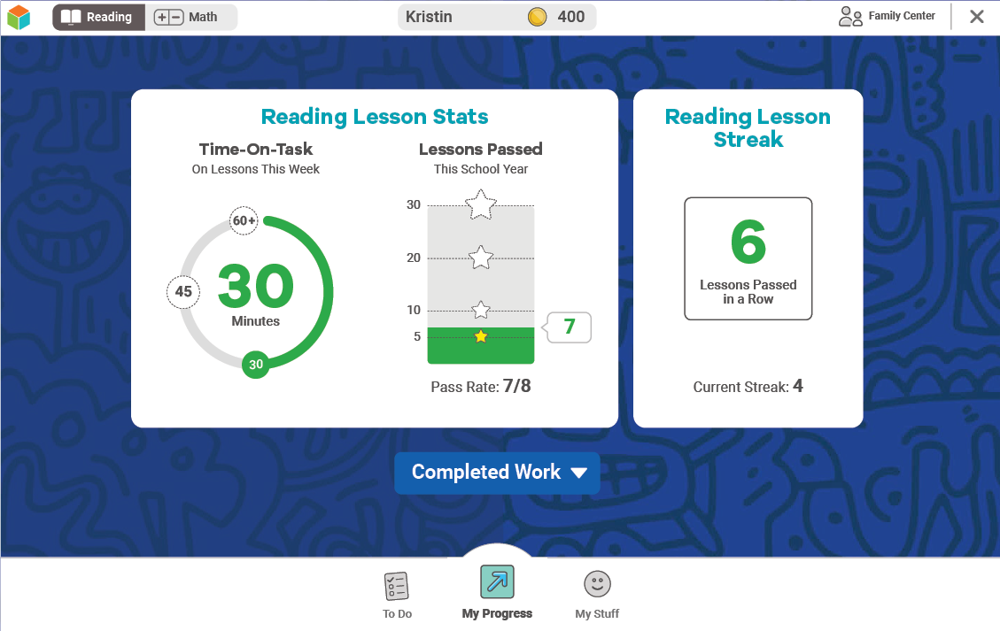 Reading
Math
Kristin
400
Family Center
Reading Lesson Stats
Time-On-Task
On Lessons This Week
60+
45
30
Minutes
30
Lessons Passed
This School Year
30
20
10
5
7
Pass Rate: 7/8
Reading Lesson
Streak
6
Lessons Passed
in a Row
Current Streak: 4
Completed Work
To Do
My Progress
My Stuff